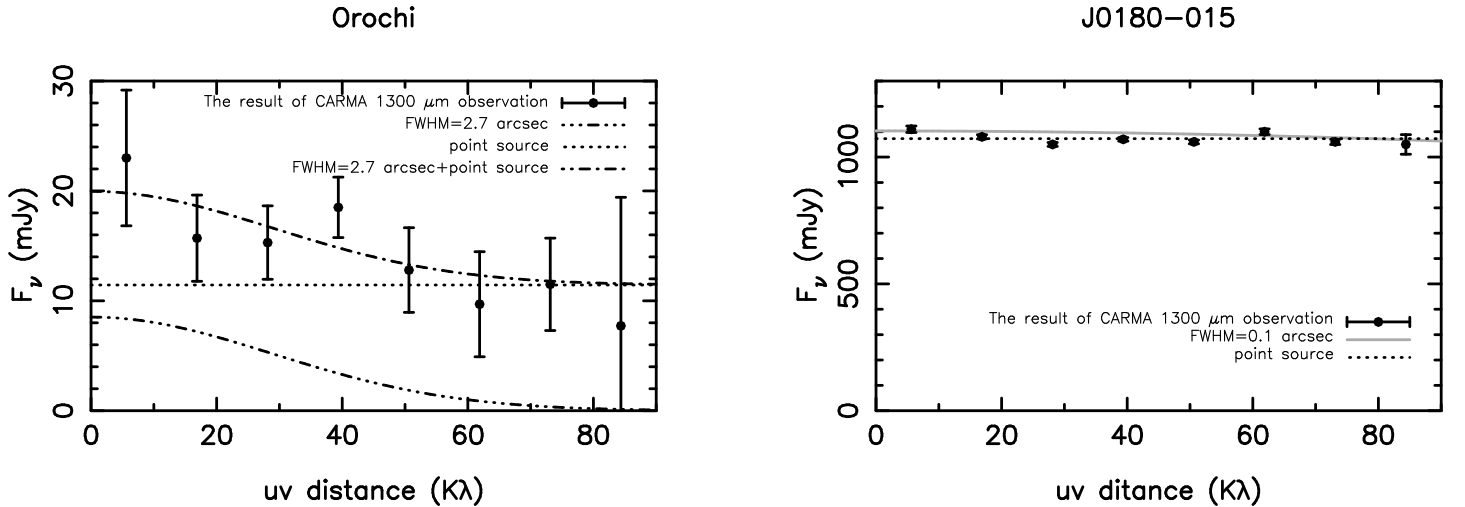 Orochi
30
20
10
0
Fν (mJy)
The result of CARMA 1300 μm observation
FWHM=2.7 arcsec
point source
FWHM=2.7 arcsec+point source
0 20 40 60 80
uv distance (Kλ)
J0180−015
1000
500
0
Fν (mJy)
The result of CARMA 1300 μm observation
FWHM=0.1 arcsec
point source
0 20 40 60 80
uv ditance (Kλ)